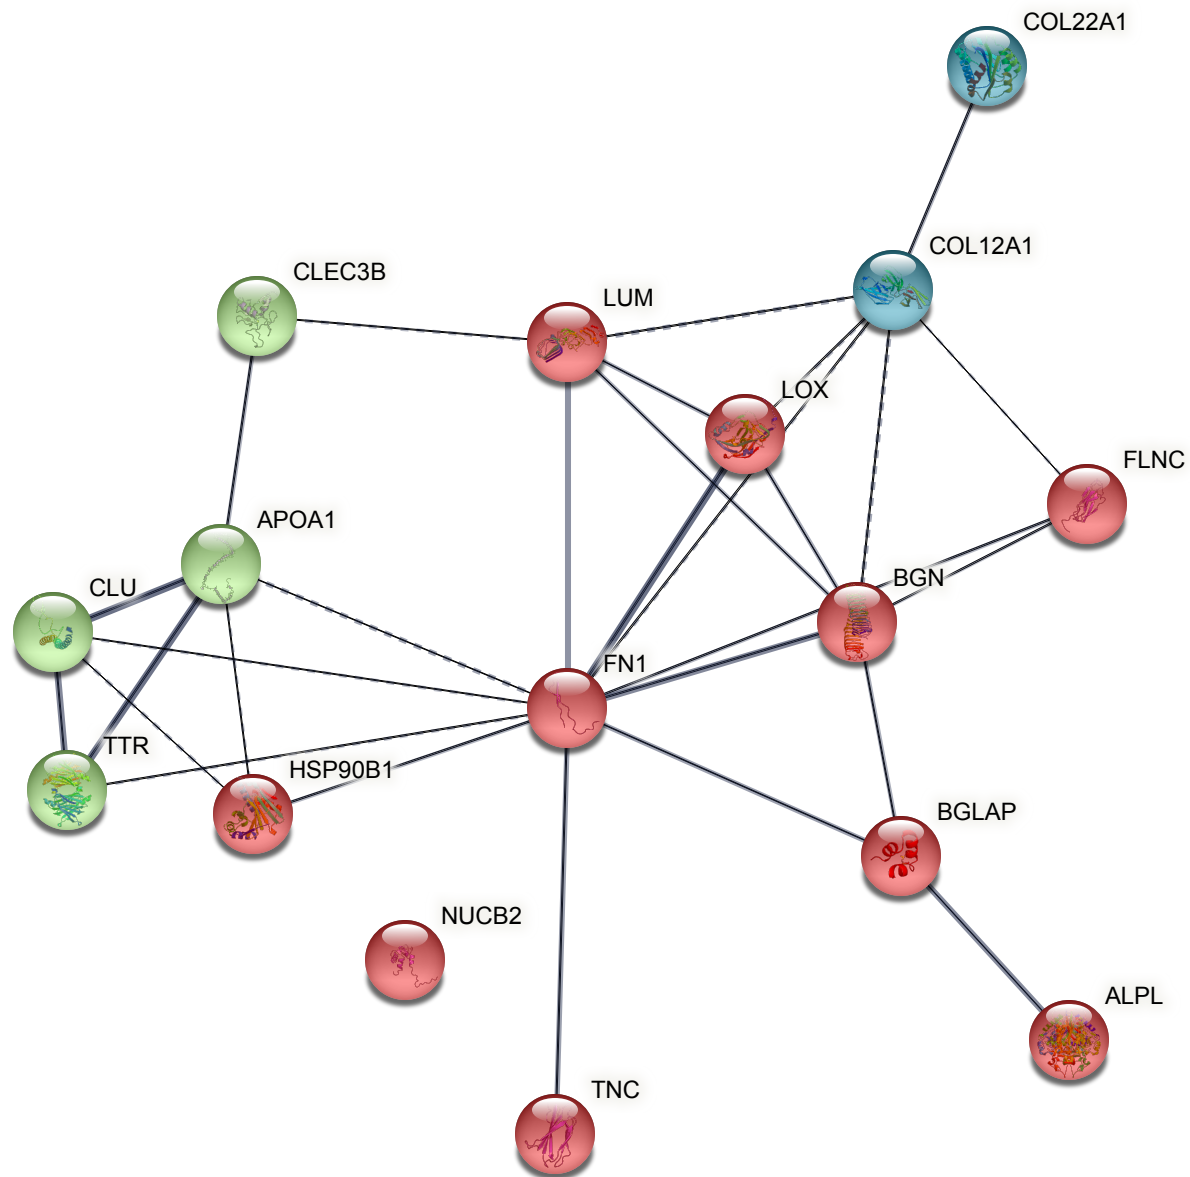 COL22A1
COL12A1
CLEC3B
LUM
LOX
FLNC
APOA1
CLU
BGN
FN1
TTR
HSP90B1
BGLAP
NUCB2
ALPL
TNC